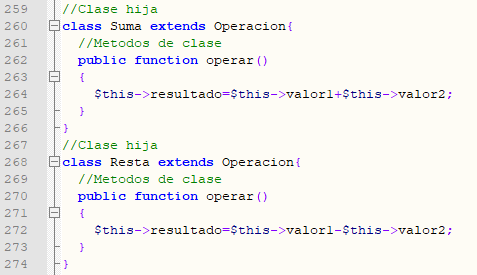 259 //Clase hija
260 class Suma extends Operacion{
261 //Metodos de clase
262 public function operar()
263 {
264 $this->resultado=$this->valor1+$this->valor2;
265 }
266 }
267 //Clase hija
268 class Resta extends Operacion{
269 //Metodos de clase
270 public function operar()
271 {
272 $this->resultado=$this->valor1-$this->valor2;
273 }
274 }